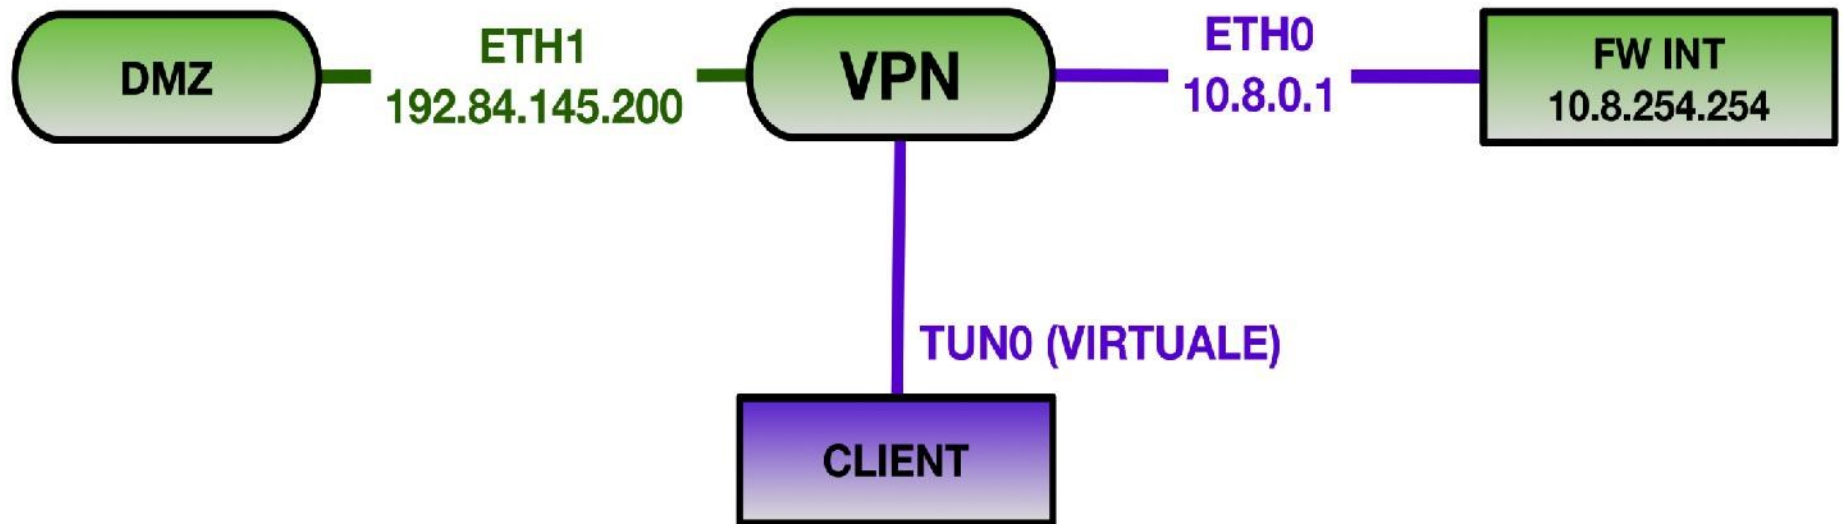 DMZ
ETH1
192.84.145.200
VPN
ETH0
10.8.0.1
FW INT
10.8.254.254
TUN0 (VIRTUALE)
CLIENT